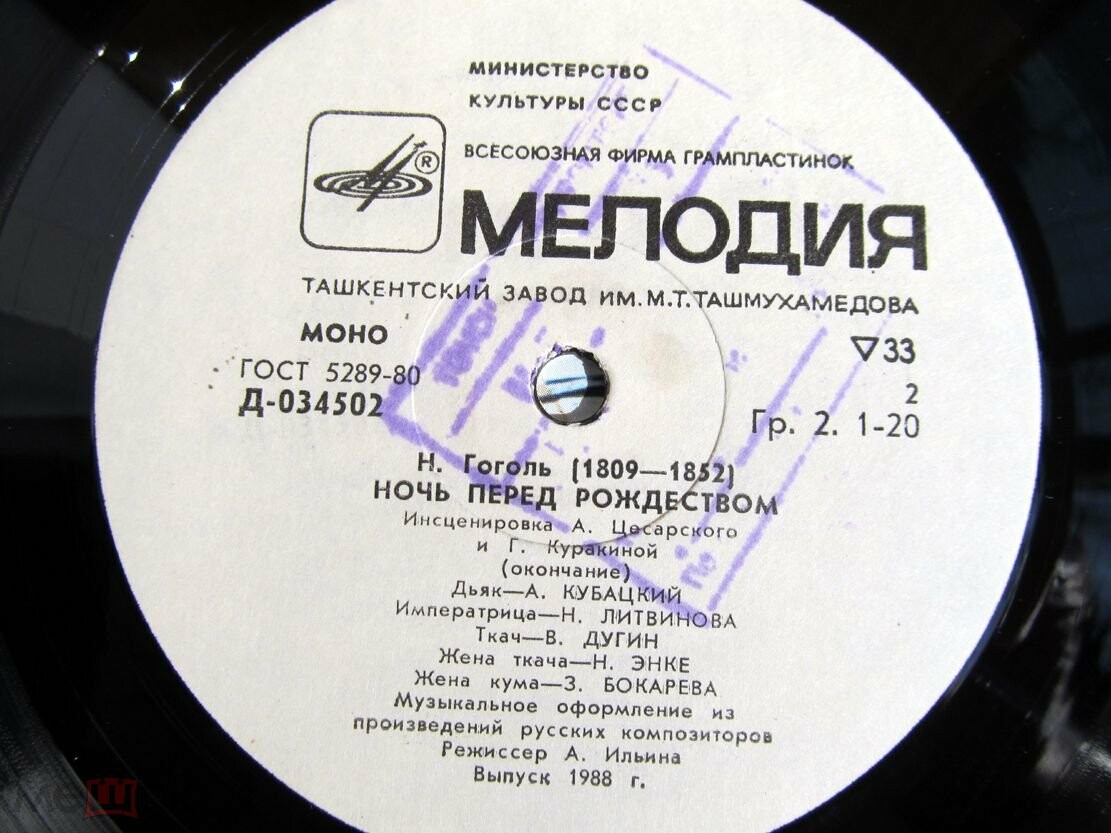 МИНИСТЕРСТВО
КУЛЬТУРЫ СССР
ВСЕСОЮЗНАЯ ФИРМА ГРАМПЛАСТИНОК
®
МЕЛОДИЯ
ТАШКЕНТСКИЙ ЗАВОД ИМ.М.Т.ТАШМУХАМЕДОВА
МОНО
▽33
ГОСТ 5289-80
2
Д-034502
Гр. 2. 1-20
Н. Гоголь (1809—1852)
НОЧЬ ПЕРЕД РОЖДЕСТВОМ
Инсценировка А. Цесарского
и Г. Куракиной
(окончание)
Дьяк—А. КУБАЦКИЙ
Императрица—Н. ЛИТВИНОВА
Ткач—В. ДУГИН
Жена ткача—Н. ЭНКЕ
Жена кума—З. БОКАРЕВА
Музыкальное оформление из
произведений русских композиторов
Режиссер А. Ильина
Выпуск 1988 г.